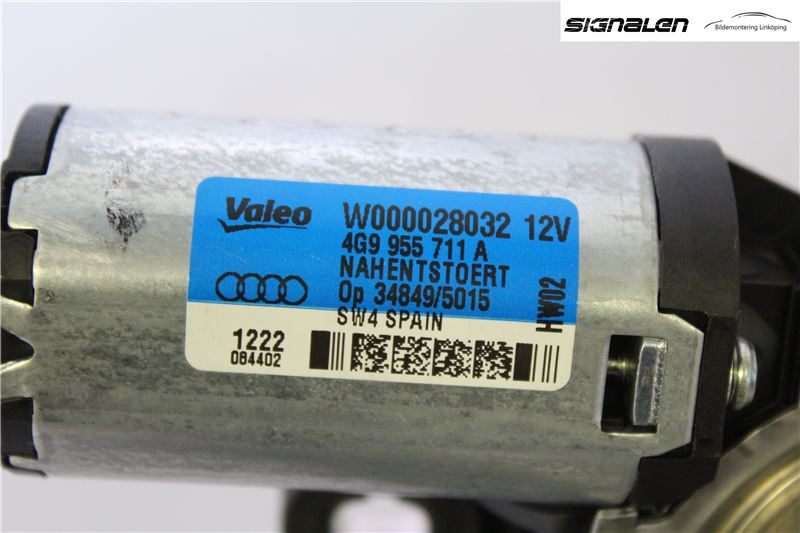 SIGNALEN
Bildemontering Linköping
Valeo
W000028032 12V
4G9 955 711 A
NAHENTSTOERT
Op 34849/5015
SW4 SPAIN
HW02
1222
084402